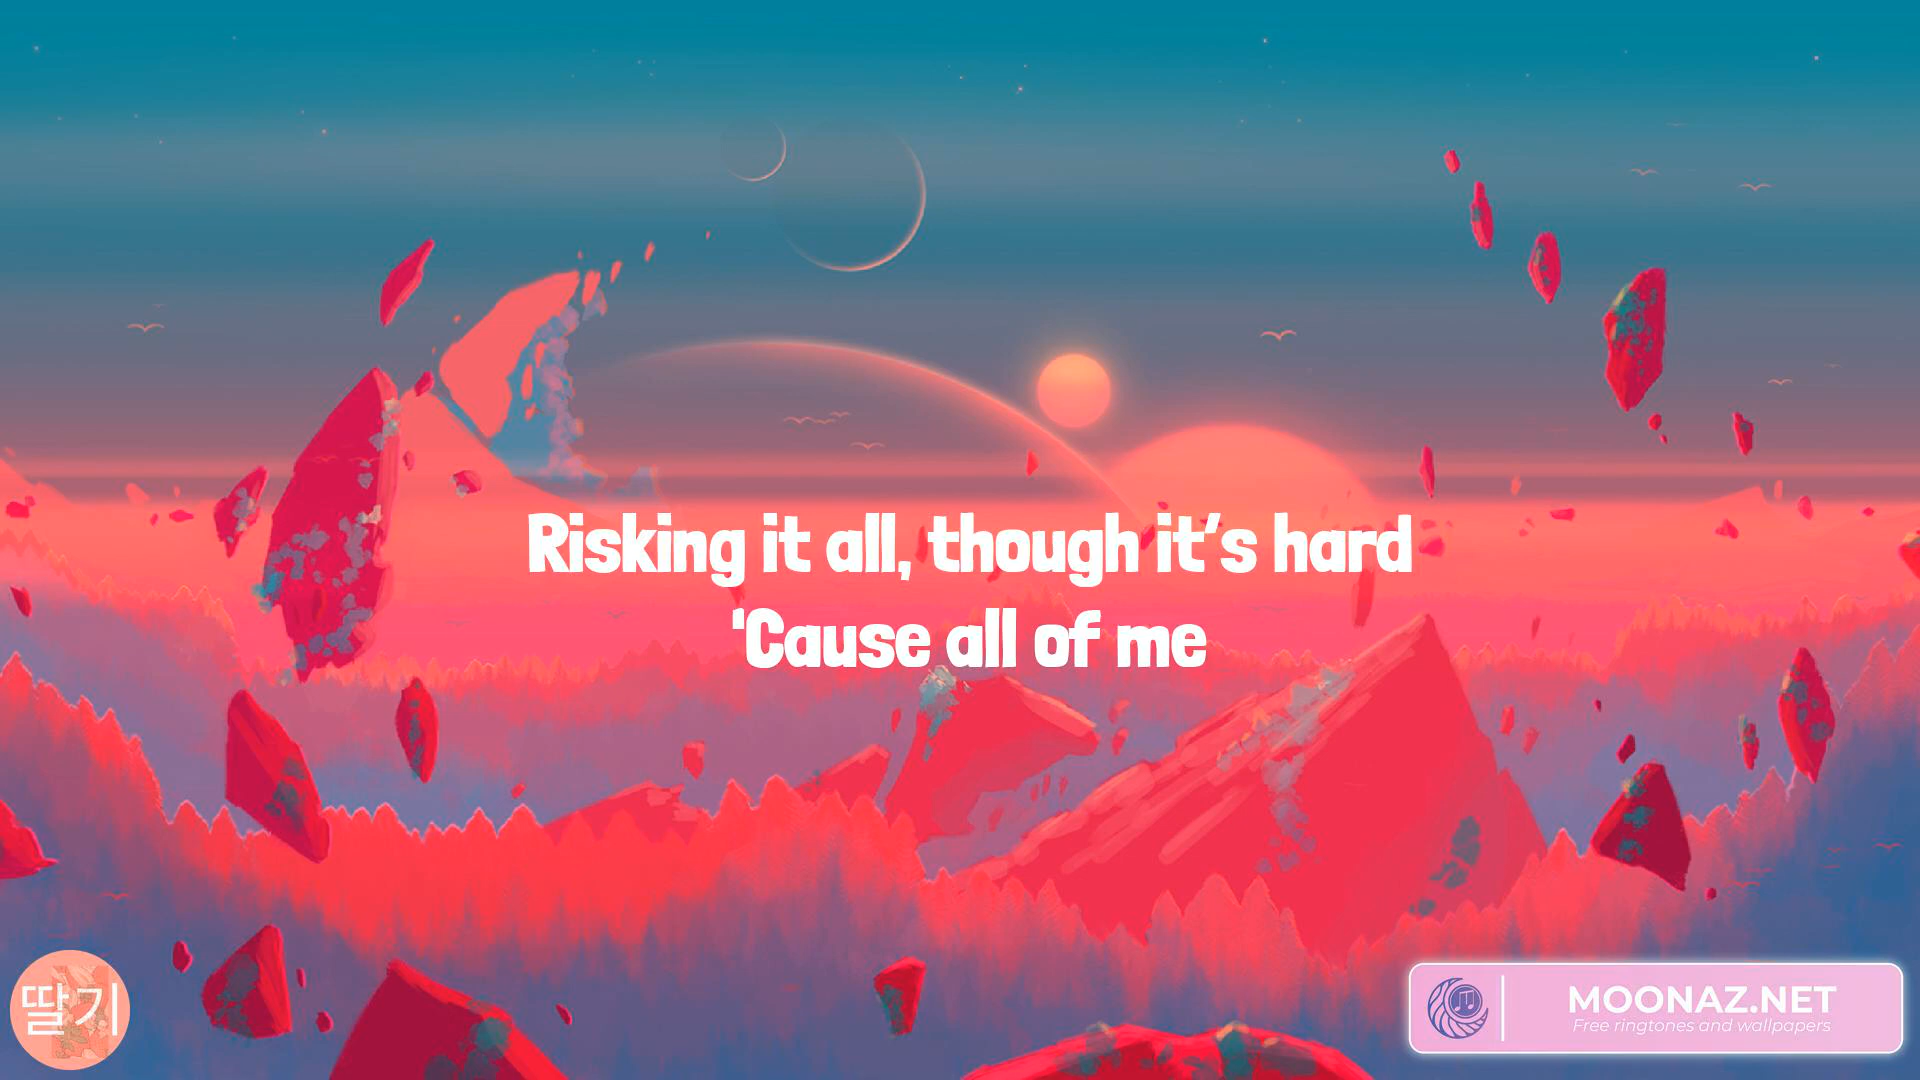 Risking it all, though it's hard
'Cause all of me
딸기
MOONAZ.NET
Free ringtones and wallpapers